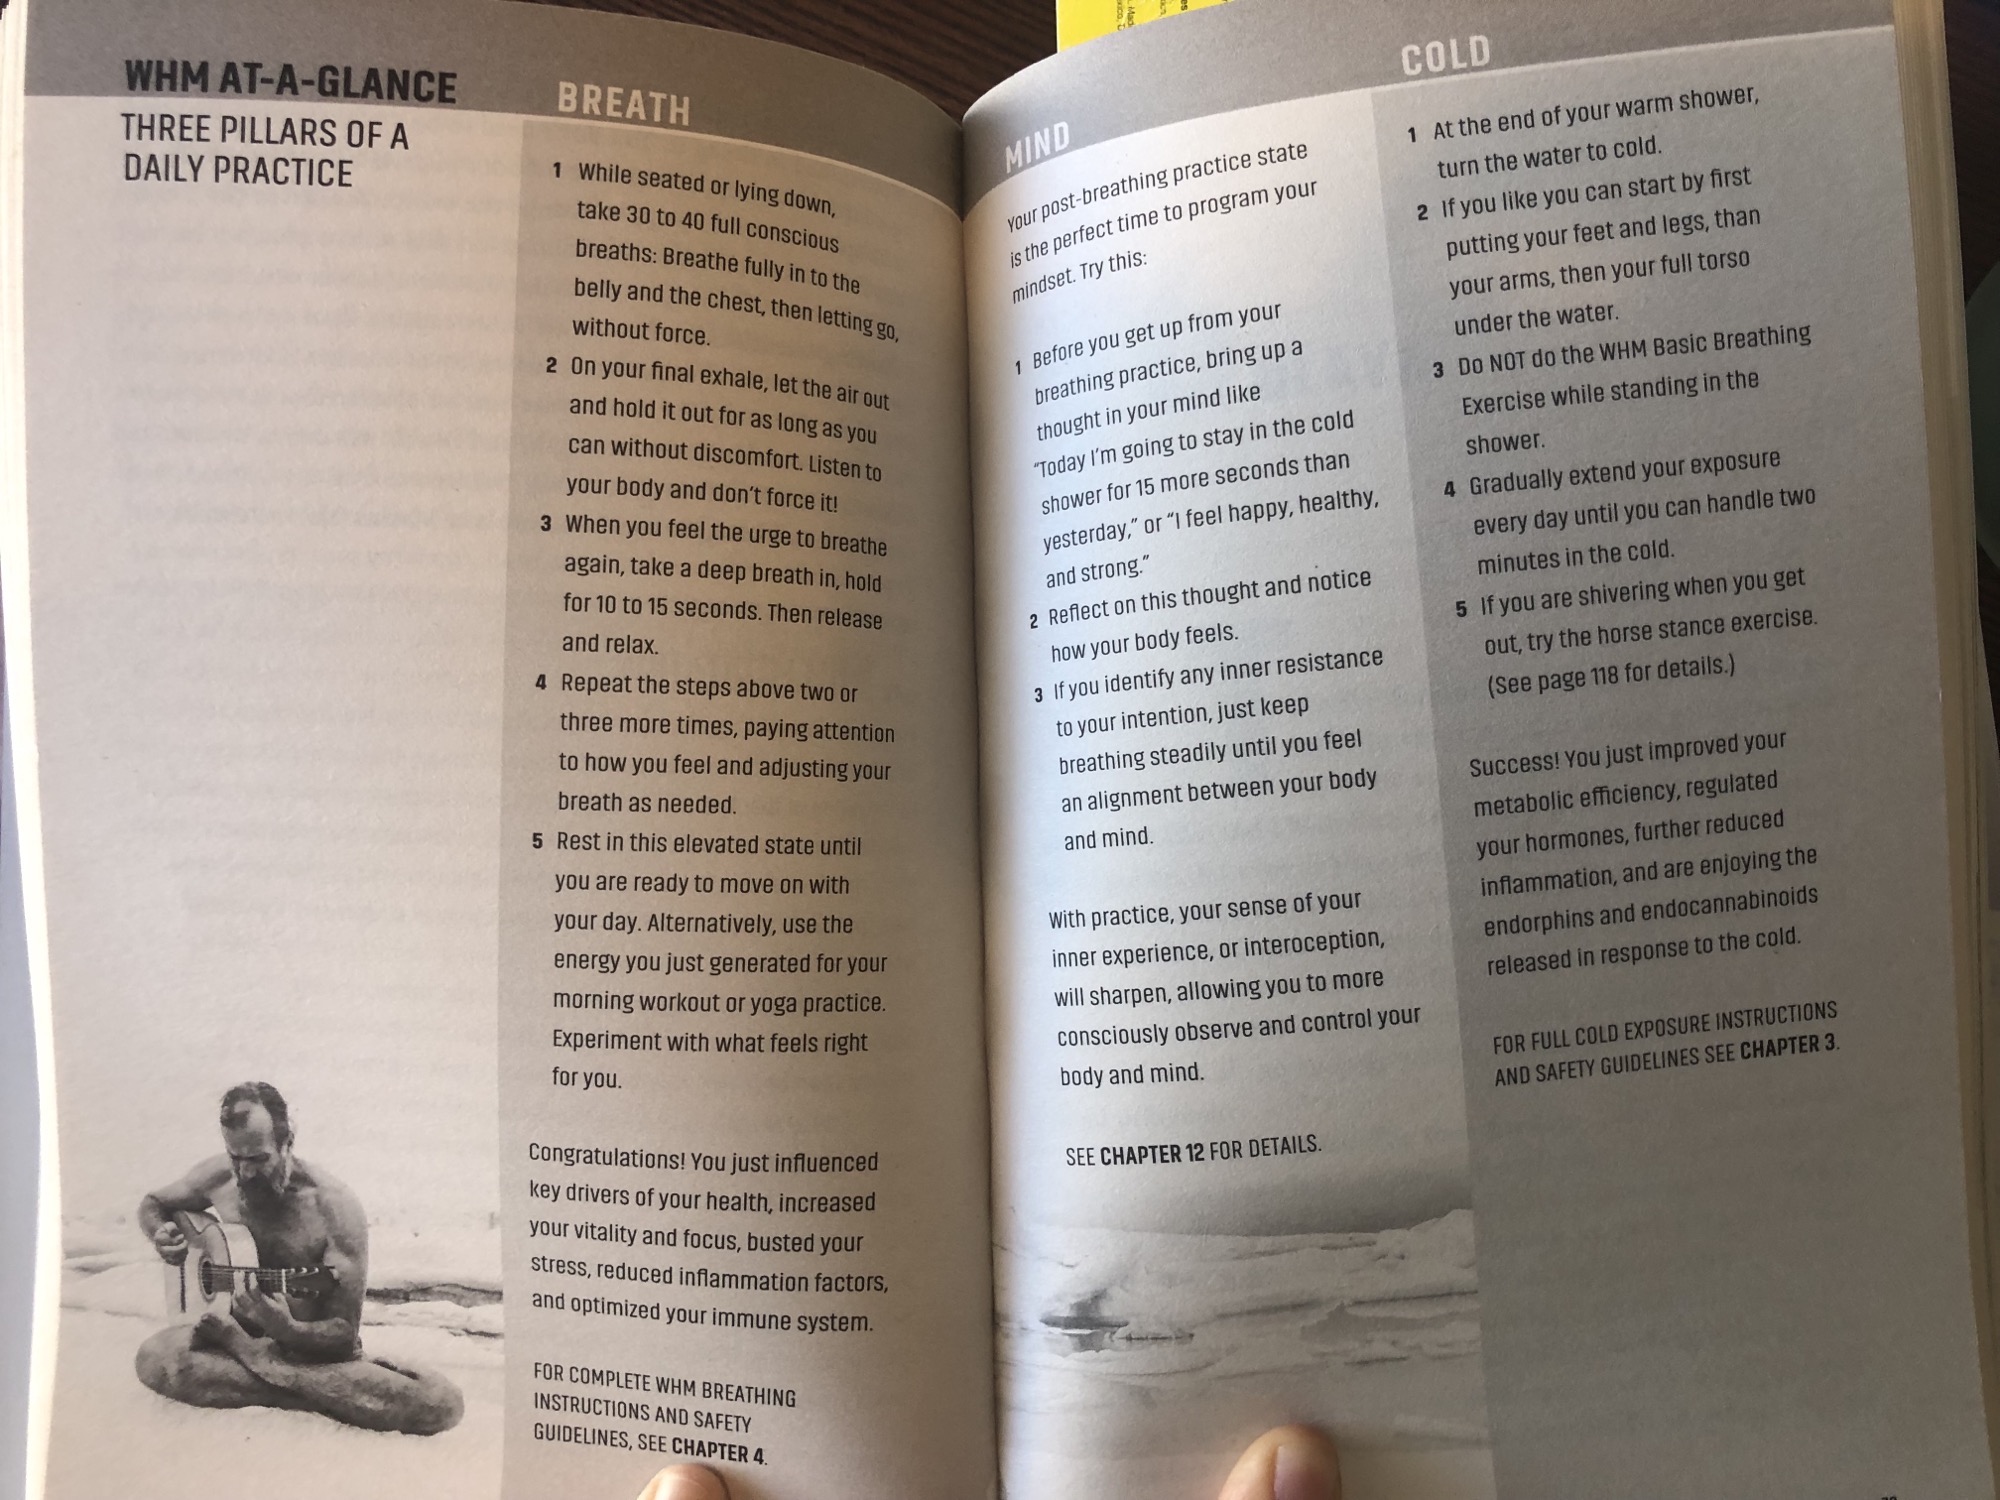 WHM AT-A-GLANCE
THREE PILLARS OF A
DAILY PRACTICE
BREATH
1 While seated or lying down,
take 30 to 40 full conscious
breaths: Breathe fully in to the
belly and the chest, then letting go,
without force.
2 On your final exhale, let the air out
and hold it out for as long as you
can without discomfort. Listen to
your body and don't force it!
3 When you feel the urge to breathe
again, take a deep breath in, hold
for 10 to 15 seconds. Then release
and relax.
4 Repeat the steps above two or
three more times, paying attention
to how you feel and adjusting your
breath as needed.
5 Rest in this elevated state until
you are ready to move on with
your day. Alternatively, use the
energy you just generated for your
morning workout or yoga practice.
Experiment with what feels right
for you.
Congratulations! You just influenced
key drivers of your health, increased
your vitality and focus, busted your
stress, reduced inflammation factors,
and optimized your immune system.
FOR COMPLETE WHM BREATHING
INSTRUCTIONS AND SAFETY
GUIDELINES, SEE CHAPTER 4.
MIND
Your post-breathing practice state
is the perfect time to program your
mindset. Try this:
1 Before you get up from your
breathing practice, bring up a
thought in your mind like
"Today I'm going to stay in the cold
shower for 15 more seconds than
yesterday," or "I feel happy, healthy,
and strong."
2 Reflect on this thought and notice
how your body feels.
3 If you identify any inner resistance
to your intention, just keep
breathing steadily until you feel
an alignment between your body
and mind.
With practice, your sense of your
inner experience, or interoception,
will sharpen, allowing you to more
consciously observe and control your
body and mind.
SEE CHAPTER 12 FOR DETAILS.
COLD
1 At the end of your warm shower,
turn the water to cold.
2 If you like you can start by first
putting your feet and legs, than
your arms, then your full torso
under the water.
3 Do NOT do the WHM Basic Breathing
Exercise while standing in the
shower.
4 Gradually extend your exposure
every day until you can handle two
minutes in the cold.
5 If you are shivering when you get
out, try the horse stance exercise.
(See page 118 for details.)
Success! You just improved your
metabolic efficiency, regulated
your hormones, further reduced
inflammation, and are enjoying the
endorphins and endocannabinoids
released in response to the cold.
FOR FULL COLD EXPOSURE INSTRUCTIONS
AND SAFETY GUIDELINES SEE CHAPTER 3.